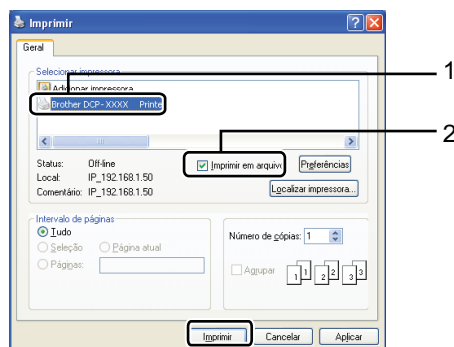 Imprimir
Geral
Selecionar impressora
1
Adicionar impressora
Brother DCP-XXXX Printe
2
Status: Off-line
Imprimir em arquivo
Preferências
Local: IP_192.168.1.50
Comentário: IP_192.168.1.50
Localizar impressora...
Intervalo de páginas
Tudo
Número de cópias: 1
Seleção
Página atual
Páginas:
Agrupar
1 1 2 2 3 3
Imprimir
Cancelar
Aplicar